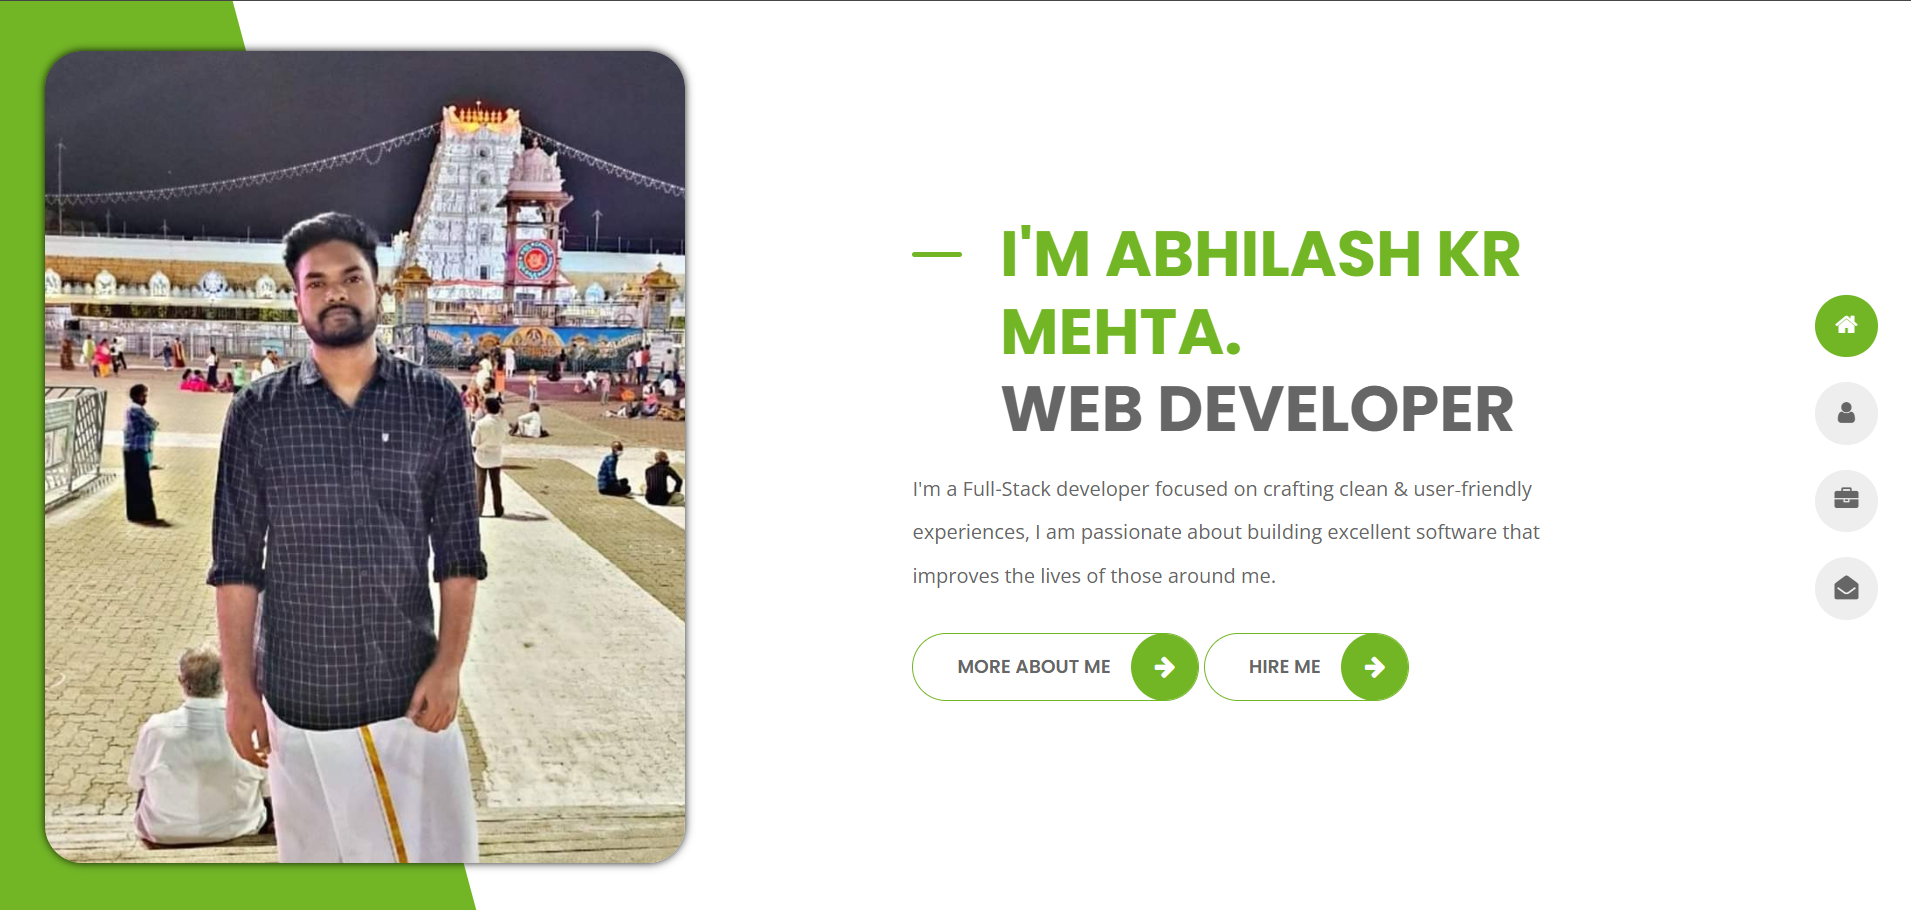 I'M ABHILASH KR
MEHTA.
WEB DEVELOPER
I'm a Full-Stack developer focused on crafting clean & user-friendly
experiences, I am passionate about building excellent software that
improves the lives of those around me.
MORE ABOUT ME
HIRE ME